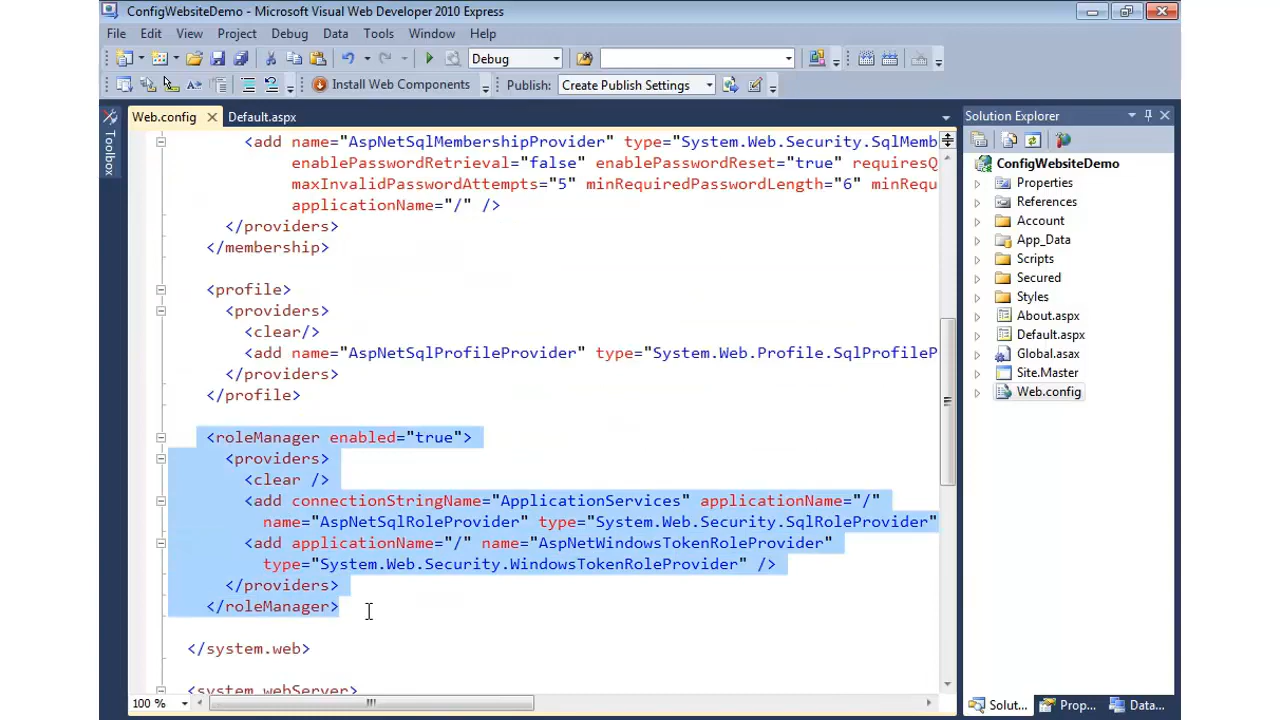 ConfigWebsiteDemo - Microsoft Visual Web Developer 2010 Express
File Edit View Project Debug Data Tools Window Help
Debug
Install Web Components Publish: Create Publish Settings
Toolbox
Web.config Default.aspx
<add name="AspNetSqlMembershipProvider" type="System.Web.Security.SqlMemb
enablePasswordRetrieval="false" enablePasswordReset="true" requiresQ
maxInvalidPasswordAttempts="5" minRequiredPasswordLength="6" minRequ
applicationName="/" />
</providers>
</membership>
<profile>
<providers>
<clear/>
<add name="AspNetSqlProfileProvider" type="System.Web.Profile.SqlProfileP
</providers>
</profile>
<roleManager enabled="true">
<providers>
<clear />
<add connectionStringName="ApplicationServices" applicationName="/"
name="AspNetSqlRoleProvider" type="System.Web.Security.SqlRoleProvider"
<add applicationName="/" name="AspNetWindowsTokenRoleProvider"
type="System.Web.Security.WindowsTokenRoleProvider" />
</providers>
</roleManager>
</system.web>
<system.webServer>
100 %
Solution Explorer
ConfigWebsiteDemo
Properties
References
Account
App_Data
Scripts
Secured
Styles
About.aspx
Default.aspx
Global.asax
Site.Master
Web.config
Solut... Prop... Data...